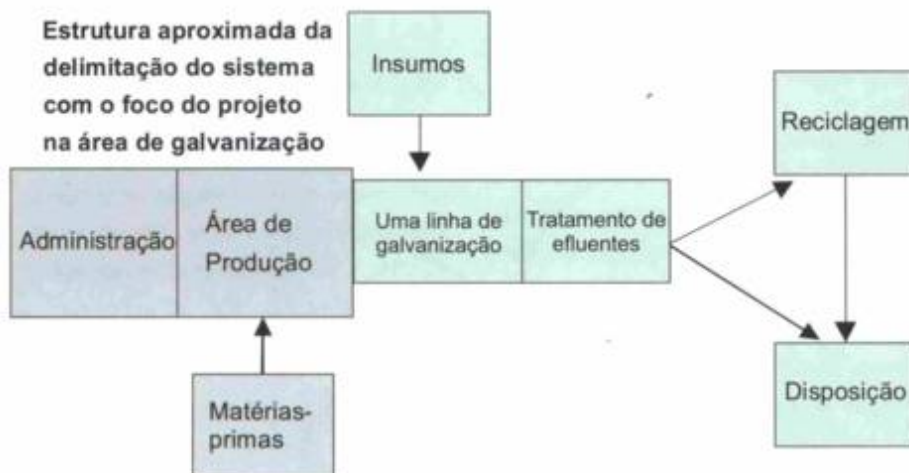 Estrutura aproximada da
delimitação do sistema
com o foco do projeto
na área de galvanização
Insumos
Reciclagem
Administração
Área de
Produção
Uma linha de
galvanização
Tratamento de
efluentes
Matérias-
primas
Disposição